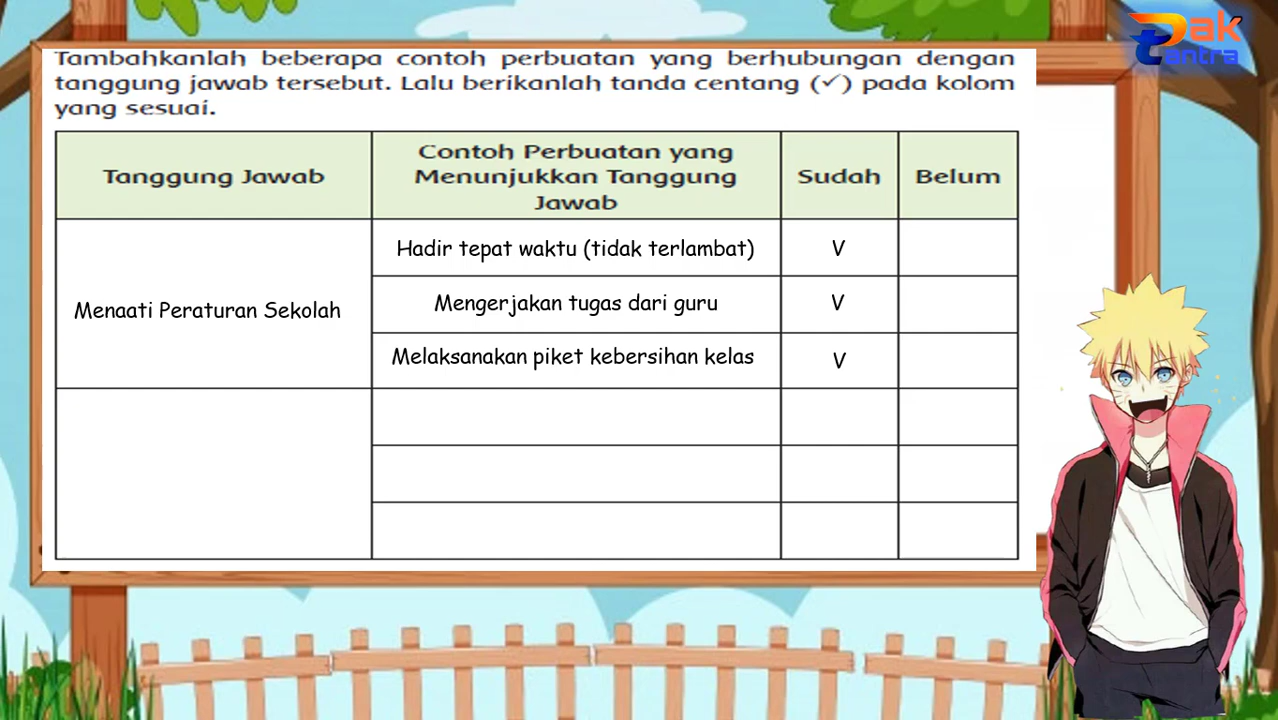 Pak
Tantra
Tambahkanlah beberapa contoh perbuatan yang berhubungan dengan
tanggung jawab tersebut. Lalu berikanlah tanda centang (✓) pada kolom
yang sesuai.
Tanggung Jawab
Contoh Perbuatan yang
Menunjukkan Tanggung
Jawab
Sudah
Belum
Menaati Peraturan Sekolah
Hadir tepat waktu (tidak terlambat)
V
Mengerjakan tugas dari guru
V
Melaksanakan piket kebersihan kelas
V